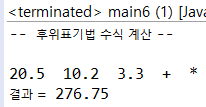 <terminated> main6 (1) [Java
-- 후위표기법 수식 계산 --
20.5 10.2 3.3 + *
결과 = 276.75